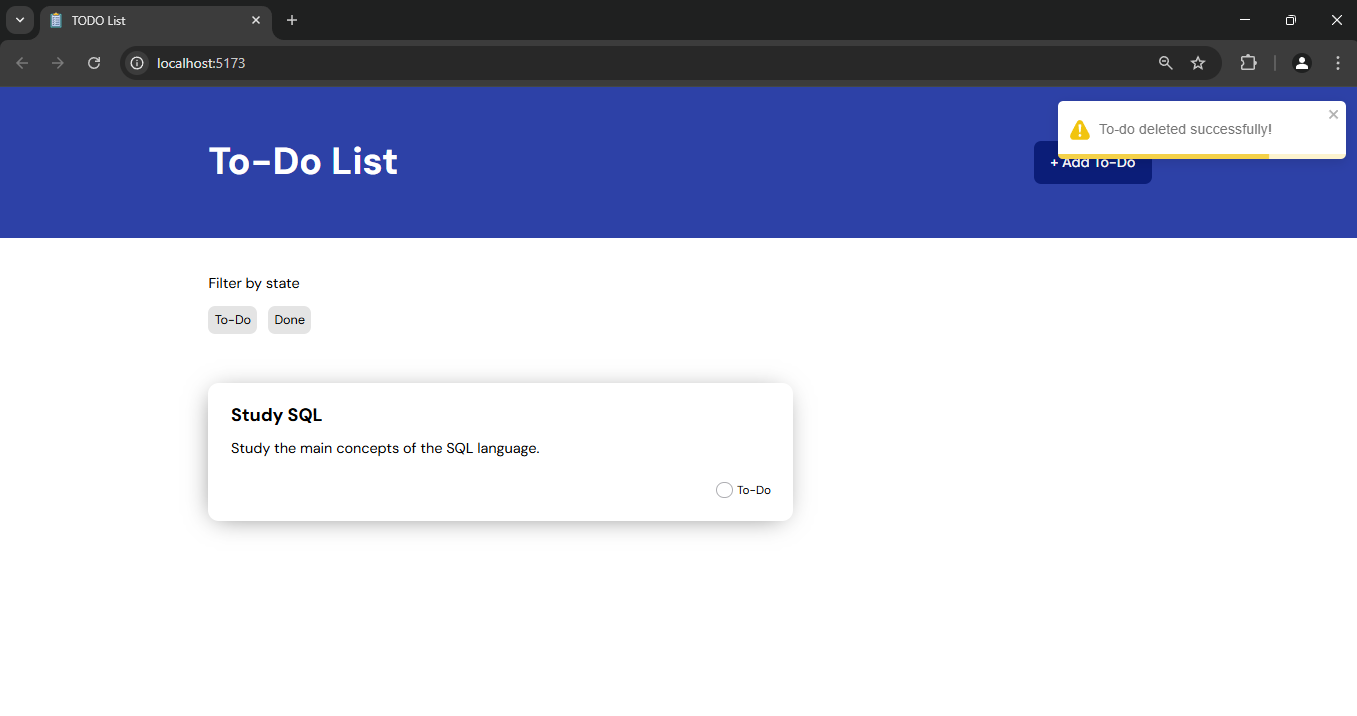 TODO List
localhost:5173
To-do deleted successfully!
To-Do List
+ Add To-Do
Filter by state
To-Do
Done
Study SQL
Study the main concepts of the SQL language.
To-Do